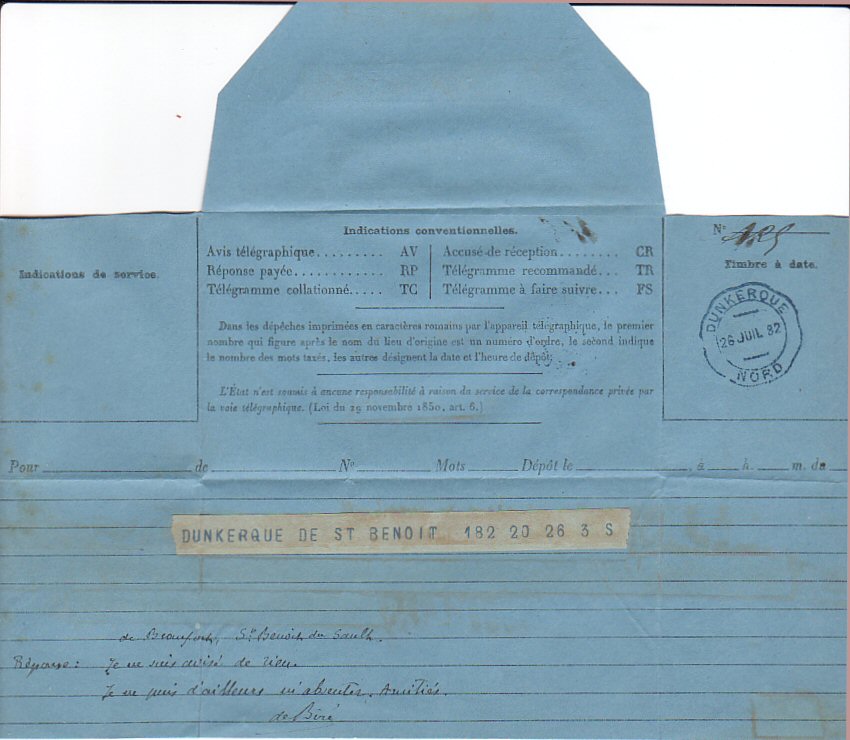 Indications de service.
Indications conventionnelles.
Avis télégraphique......... AV
Réponse payée............ RP
Télégramme collationné..... TC
Accusé de réception........ CR
Télégramme recommandé... TR
Télégramme à faire suivre... FS
Dans les dépêches imprimées en caractères romains par l'appareil télégraphique, le premier
nombre qui figure après le nom du lieu d'origine est un numéro d'ordre, le second indique
le nombre des mots taxés, les autres désignent la date et l'heure de dépôt.
L'État n'est soumis à aucune responsabilité à raison du service de la correspondance privée par
la voie télégraphique. (Loi du 29 novembre 1850, art. 6.)
N°
Timbre à date.
DUNKERQUE
26 JUIL 82
NORD
Pour de N° Mots Dépôt le à h. m. du
DUNKERQUE DE ST BENOIT 182 20 26 3 S
de Beaufort, St Benoit du Sault.
Réponse: Je ne suis avisé de rien.
Je ne puis d'ailleurs m'absenter. Amitiés.
de Biré